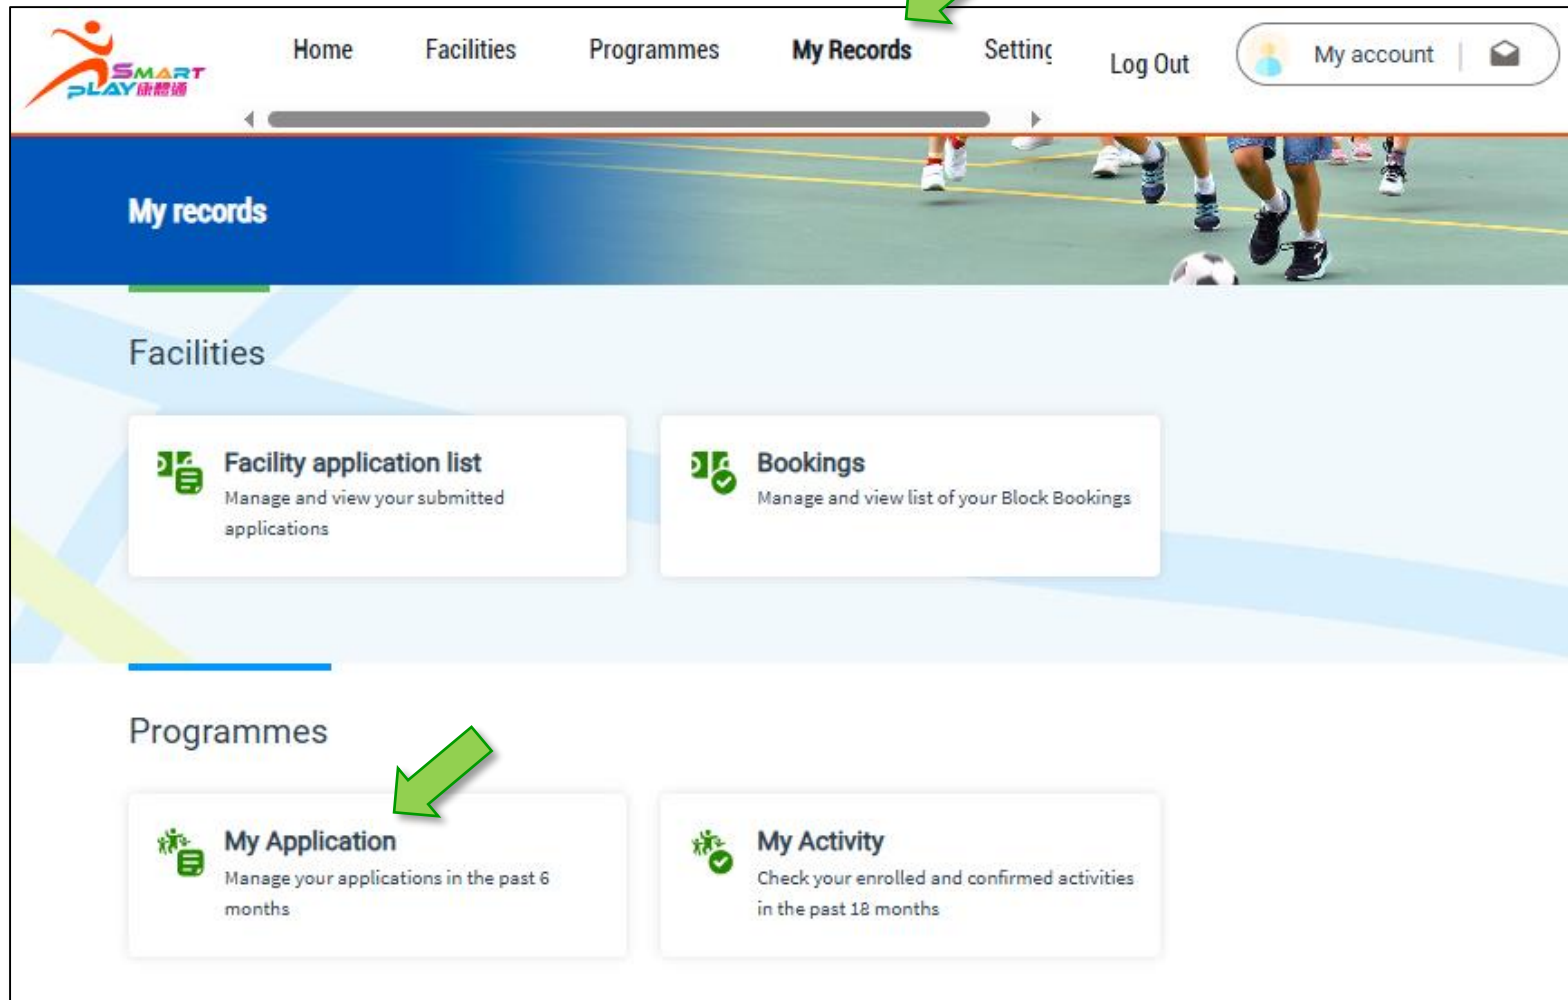 SMART
PLAY康體通
Home
Facilities
Programmes
My Records
Setting
Log Out
My account
My records
Facilities
Facility application list
Manage and view your submitted
applications
Bookings
Manage and view list of your Block Bookings
Programmes
My Application
Manage your applications in the past 6
months
My Activity
Check your enrolled and confirmed activities
in the past 18 months